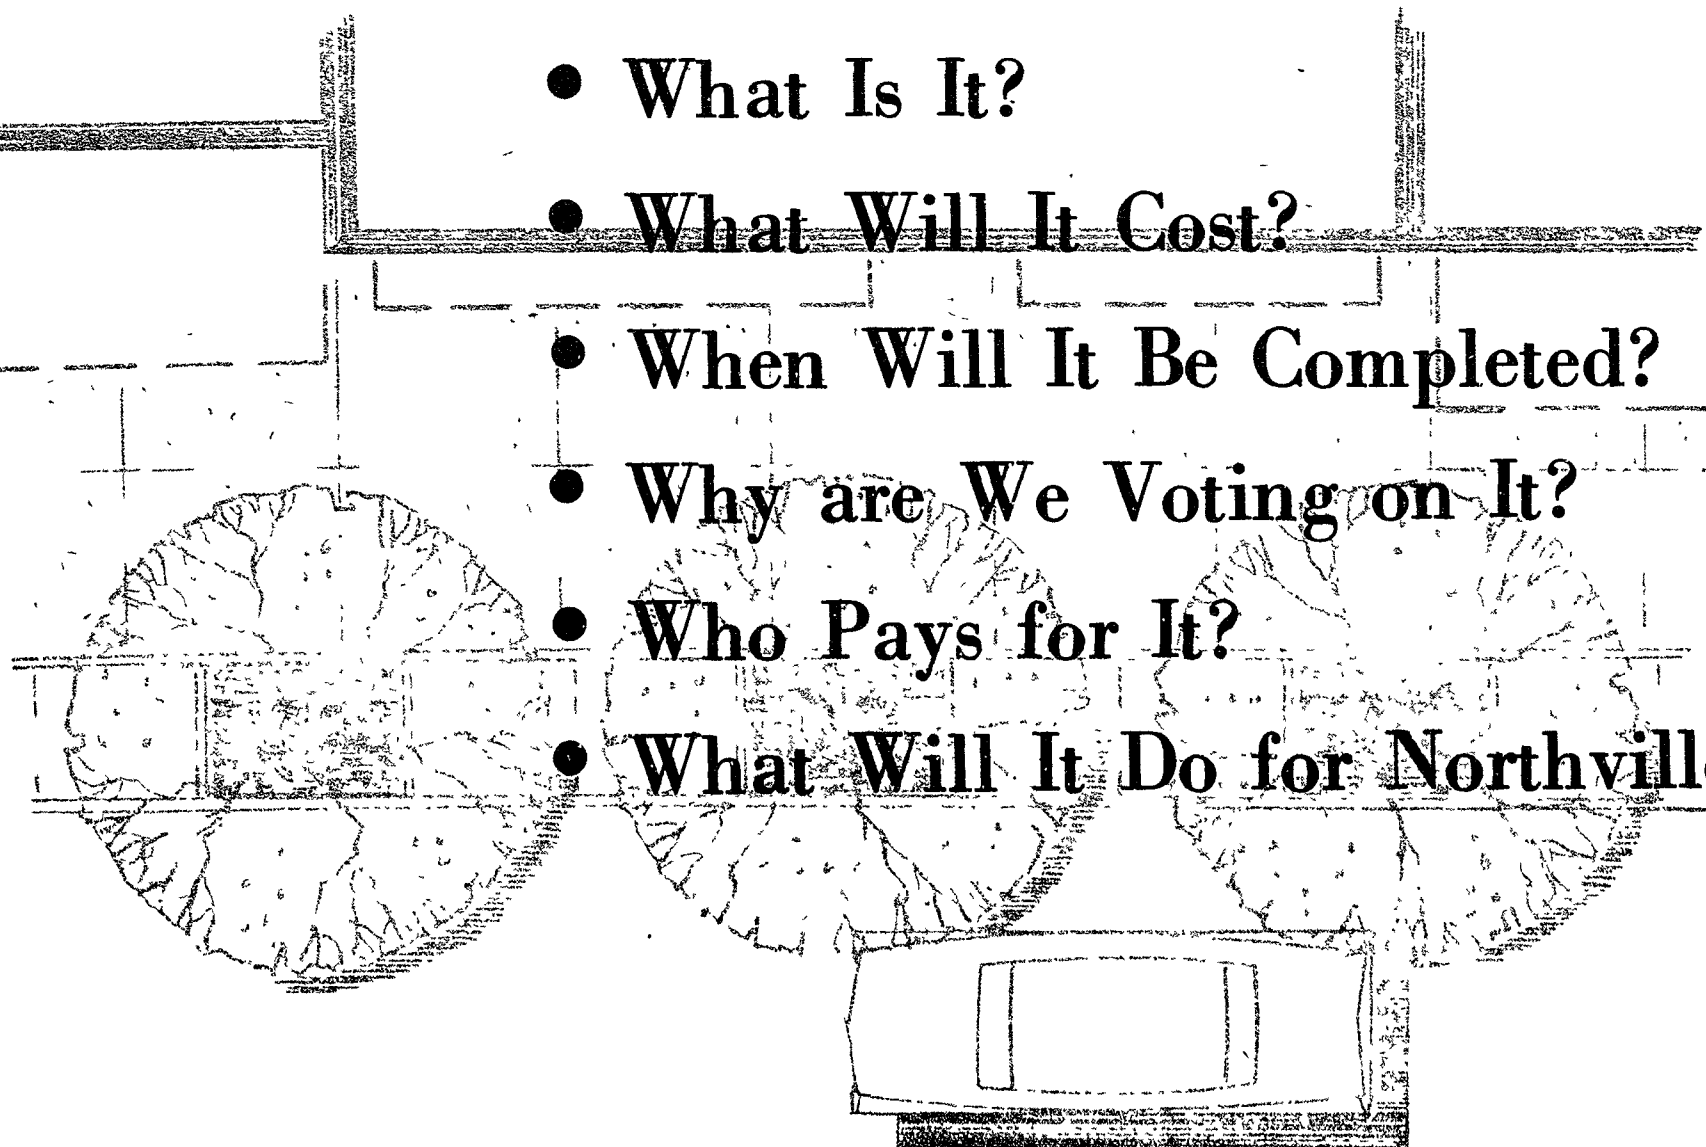 • What Is It?
• What Will It Cost?
• When Will It Be Completed?
• Why are We Voting on It?
• Who Pays for It?
• What Will It Do for